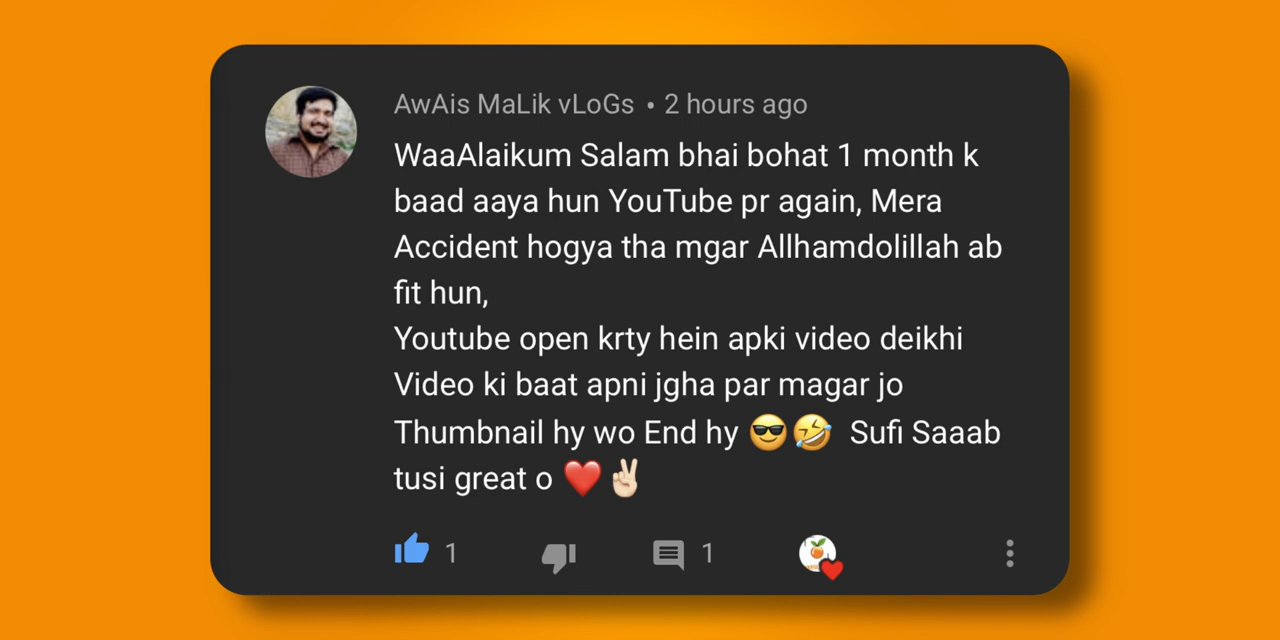 AwAis MaLik vLoGs • 2 hours ago
WaaAlaikum Salam bhai bohat 1 month k
baad aaya hun YouTube pr again, Mera
Accident hogya tha mgar Allhamdolillah ab
fit hun,
Youtube open krty hein apki video deikhi
Video ki baat apni jgha par magar jo
Thumbnail hy wo End hy 😎🤣 Sufi Saaab
tusi great o ❤️✌🏻
1 1